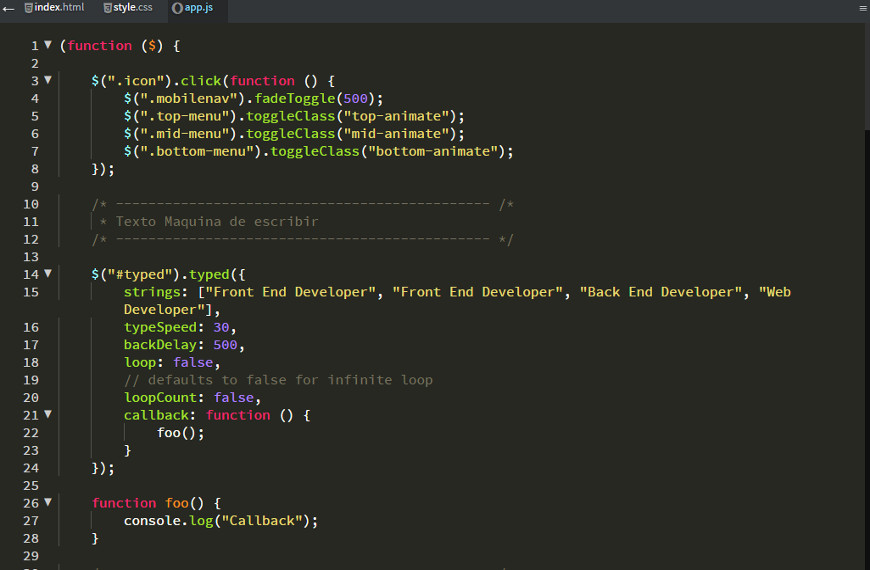 index.html style.css app.js
1 (function ($) {
2
3 $(".icon").click(function () {
4 $(".mobilenav").fadeToggle(500);
5 $(".top-menu").toggleClass("top-animate");
6 $(".mid-menu").toggleClass("mid-animate");
7 $(".bottom-menu").toggleClass("bottom-animate");
8 });
9
10 /* ---------------------------------------------- /*
11 * Texto Maquina de escribir
12 /* ---------------------------------------------- */
13
14 $("#typed").typed({
15 strings: ["Front End Developer", "Front End Developer", "Back End Developer", "Web
Developer"],
16 typeSpeed: 30,
17 backDelay: 500,
18 loop: false,
19 // defaults to false for infinite loop
20 loopCount: false,
21 callback: function () {
22 foo();
23 }
24 });
25
26 function foo() {
27 console.log("Callback");
28 }
29